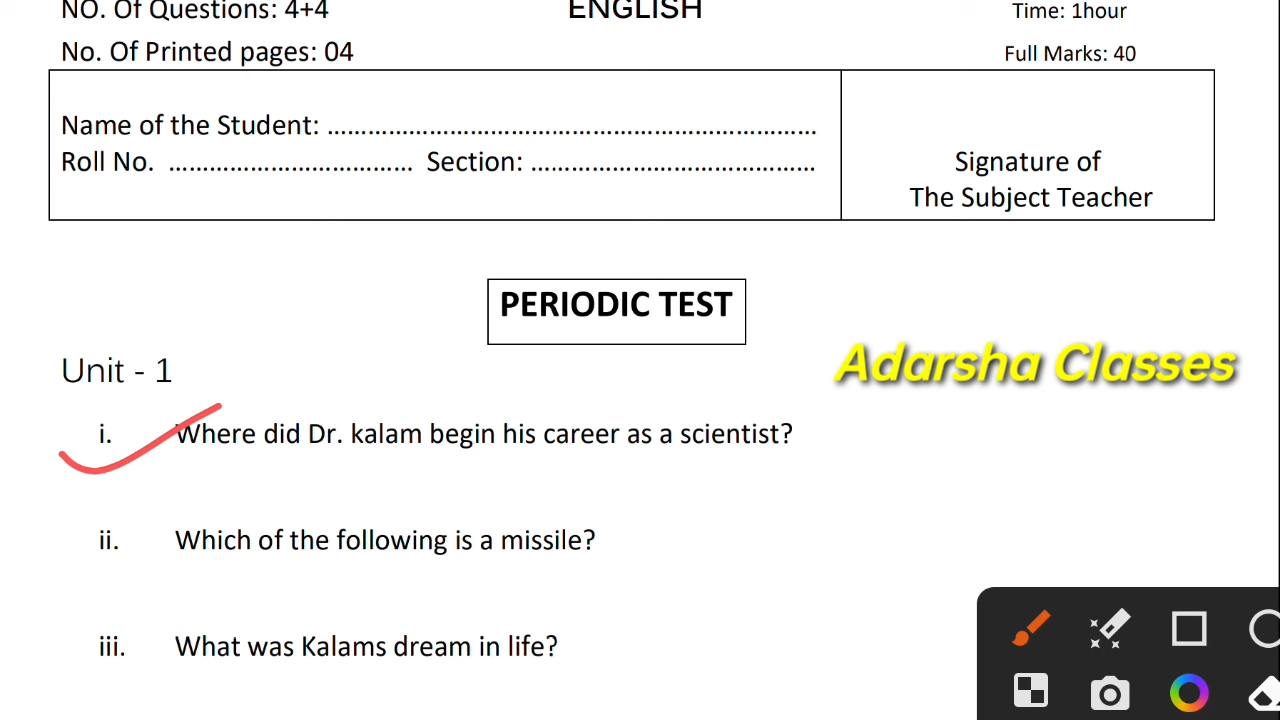 NO. Of Questions: 4+4 ENGLISH Time: 1hour
No. Of Printed pages: 04 Full Marks: 40
Name of the Student: ................................................................
Roll No. .................................... Section: ..........................................
Signature of
The Subject Teacher
PERIODIC TEST
Unit - 1
Adarsha Classes
i. Where did Dr. kalam begin his career as a scientist?
ii. Which of the following is a missile?
iii. What was Kalams dream in life?